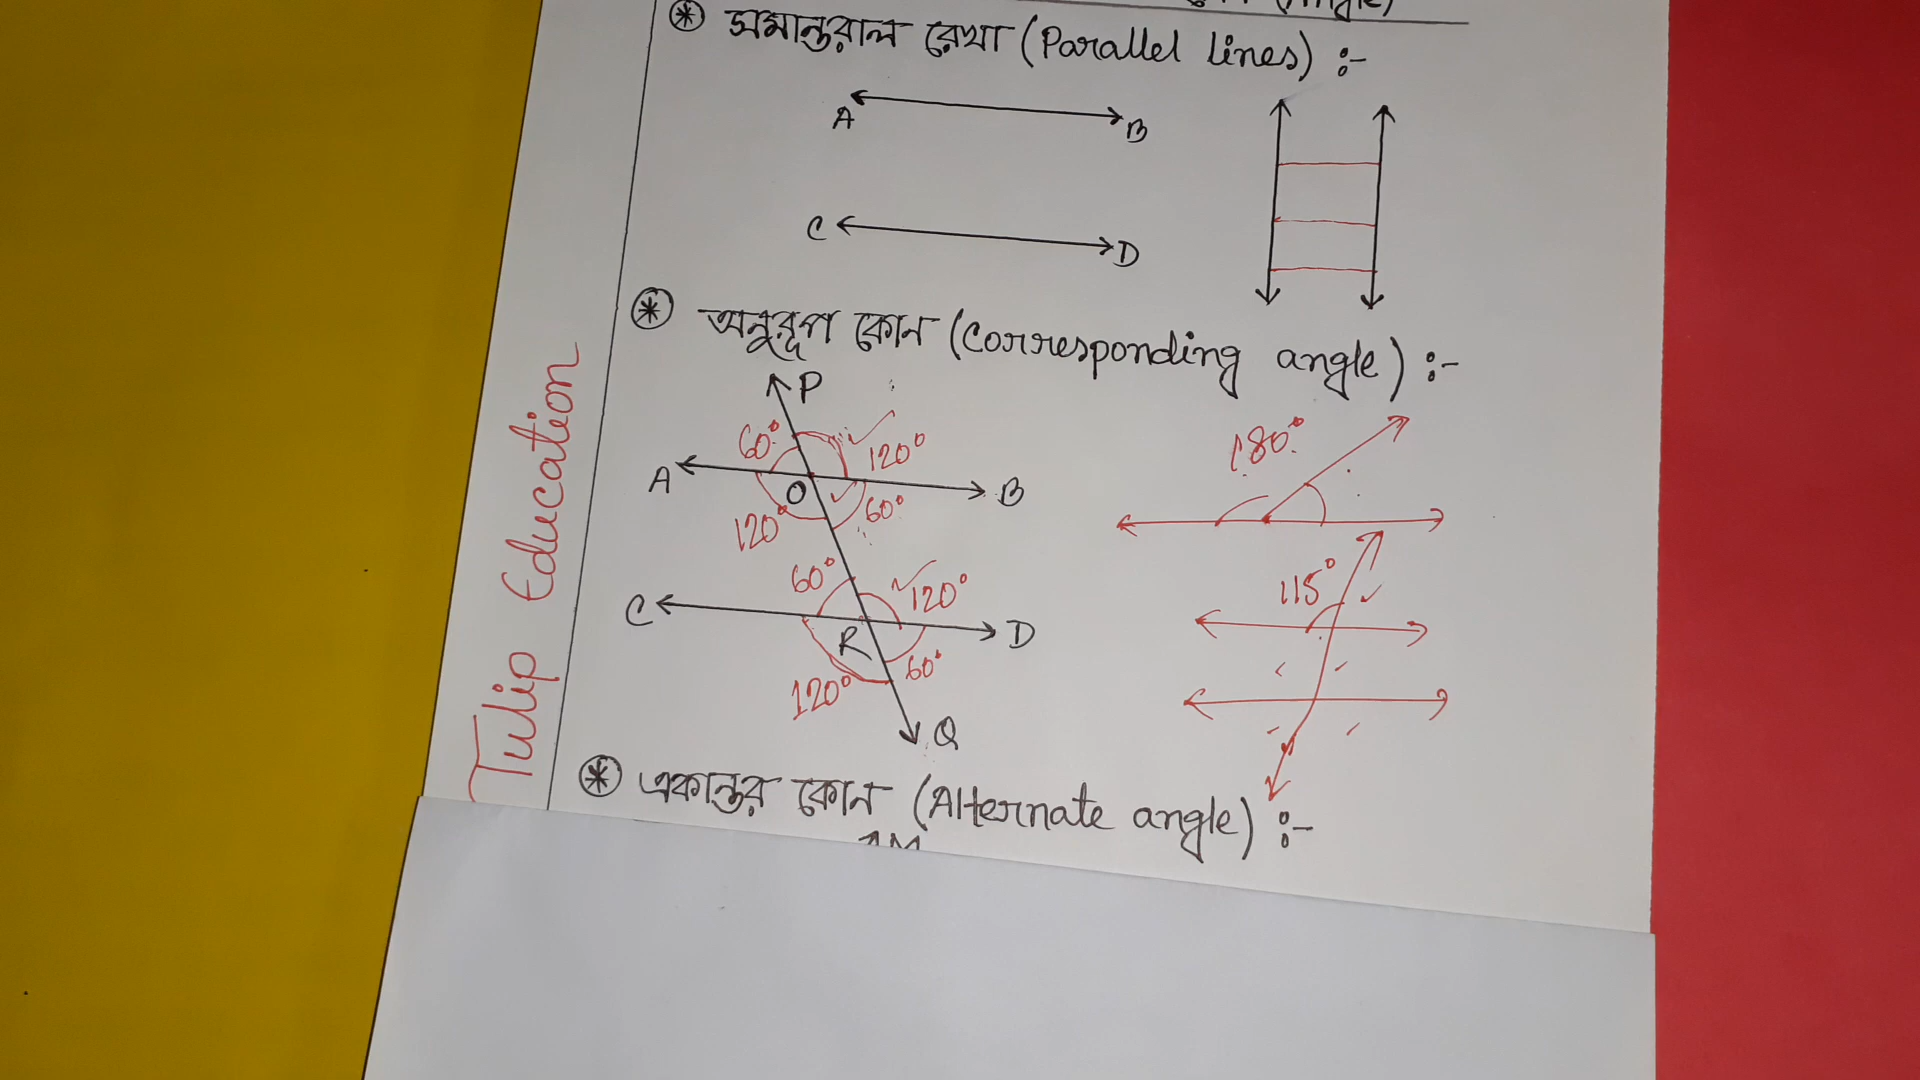 * সমান্তরাল রেখা (Parallel lines) :-
A
B
C
D
* অনুরূপ কোন (Corresponding angle) :-
P
60°
120°
A
O
B
120°
60°
60°
120°
C
R
D
120°
60°
Q
180°
115°
* একান্তর কোন (Alternate angle) :-
Tulip Education